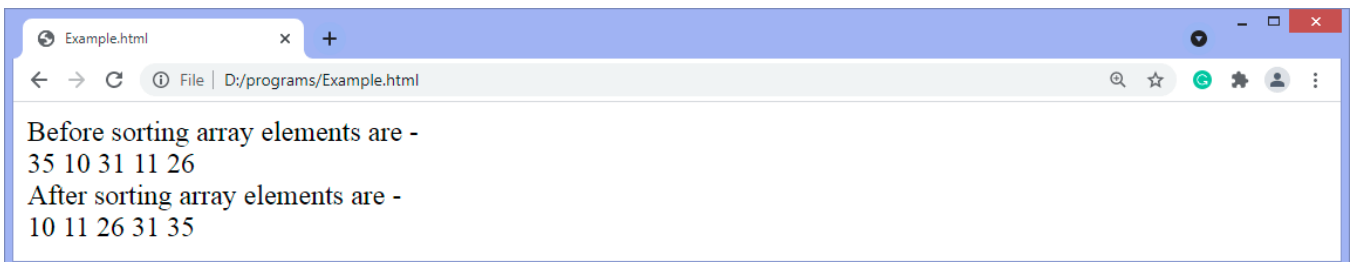 Example.html
File D:/programs/Example.html
Before sorting array elements are -
35 10 31 11 26
After sorting array elements are -
10 11 26 31 35